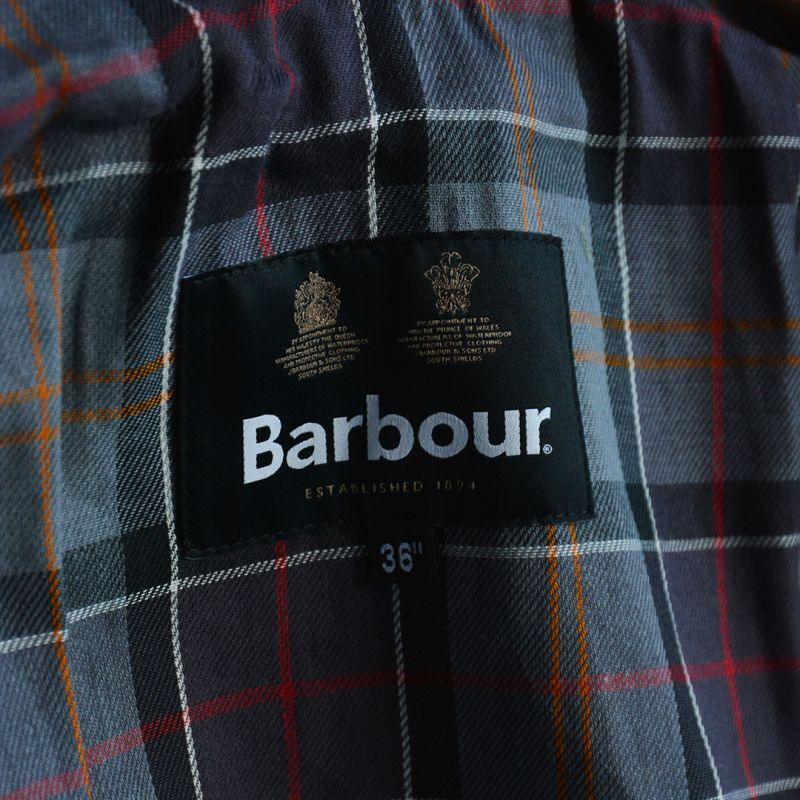 BY APPOINTMENT TO
HER MAJESTY THE QUEEN
MANUFACTURERS OF WATERPROOF
AND PROTECTIVE CLOTHING
J BARBOUR & SONS LTD
SOUTH SHIELDS
BY APPOINTMENT TO
HRH THE PRINCE OF WALES
MANUFACTURERS OF WATERPROOF
AND PROTECTIVE CLOTHING
J BARBOUR & SONS LTD
SOUTH SHIELDS
Barbour®
ESTABLISHED 1894
36"